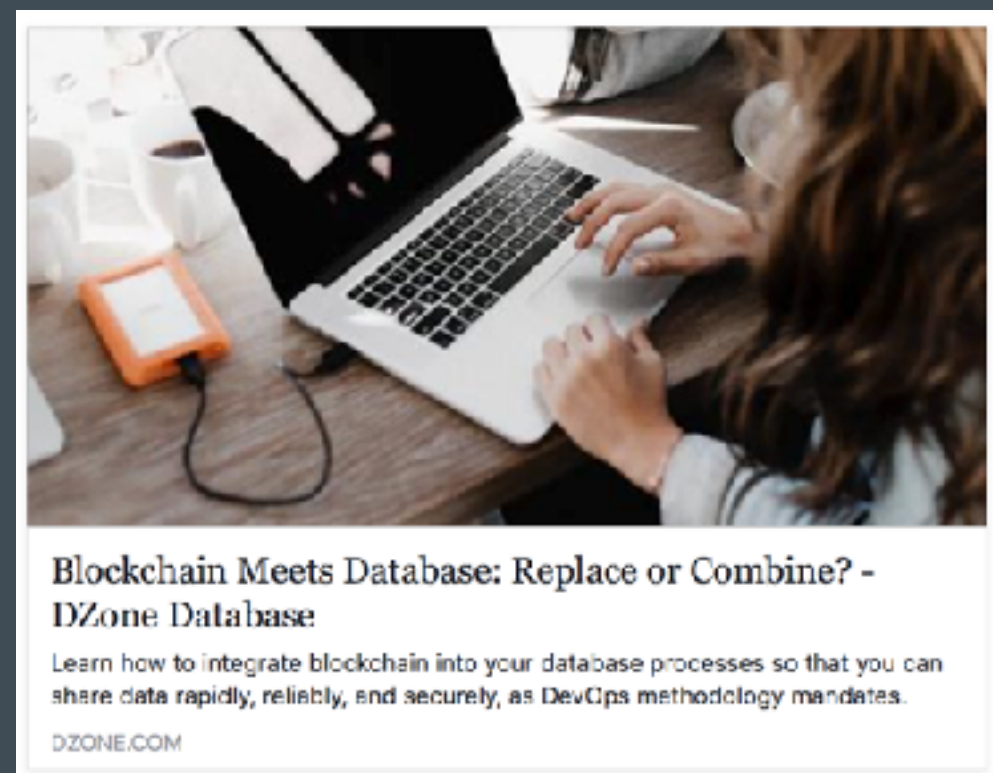 Blockchain Meets Database: Replace or Combine? -
DZone Database
Learn how to integrate blockchain into your database processes so that you can
share data rapidly, reliably, and securely, as DevOps methodology mandates.
DZONE.COM